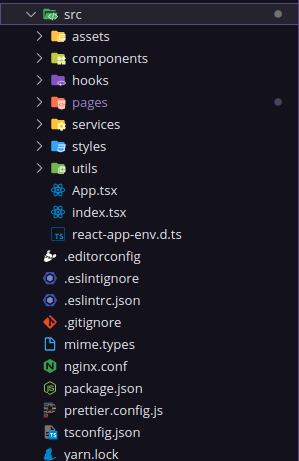 src
assets
components
hooks
pages
services
styles
utils
App.tsx
index.tsx
TS react-app-env.d.ts
.editorconfig
.eslintignore
.eslintrc.json
.gitignore
mime.types
nginx.conf
package.json
prettier.config.js
TS tsconfig.json
yarn.lock